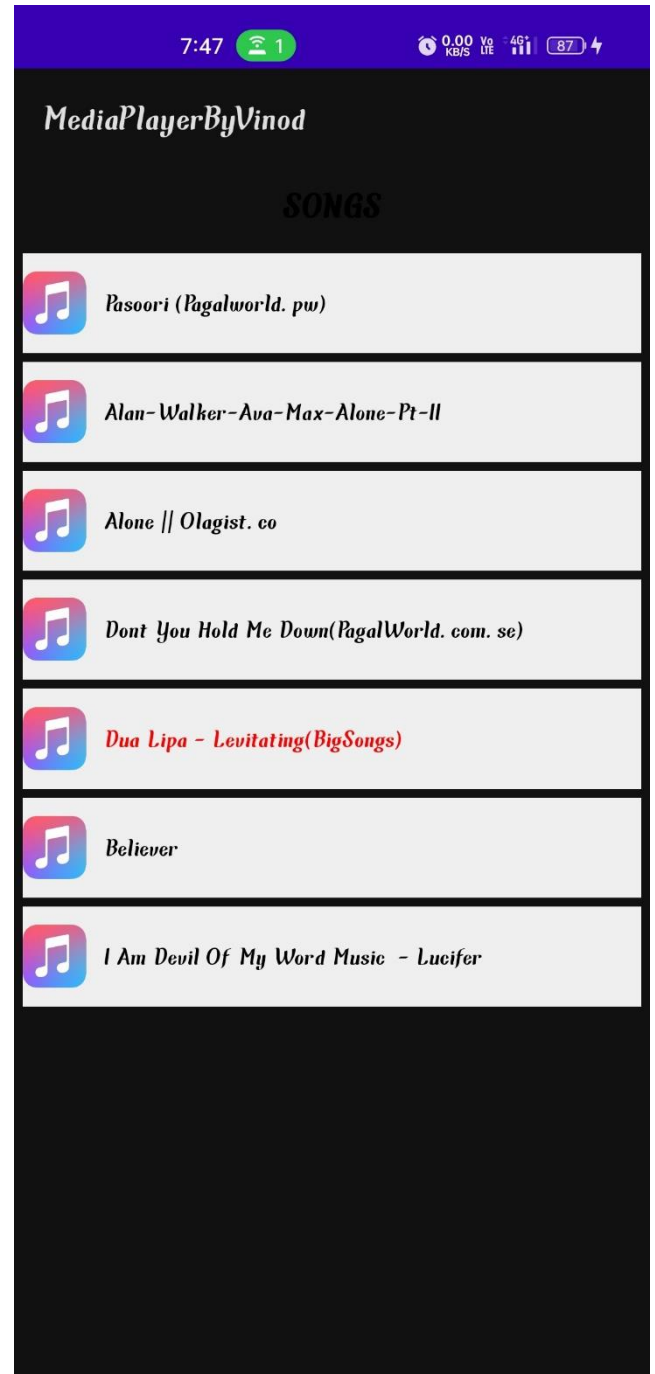 7:47 1 0.00 KB/S Vo LTE 4G 87
MediaPlayerByVinod
SONGS
Pasoori (Pagalworld. pw)
Alan-Walker-Ava-Max-Alone-Pt-II
Alone || Olagist. co
Dont You Hold Me Down(PagalWorld. com. se)
Dua Lipa - Levitating(BigSongs)
Believer
I Am Devil Of My Word Music - Lucifer